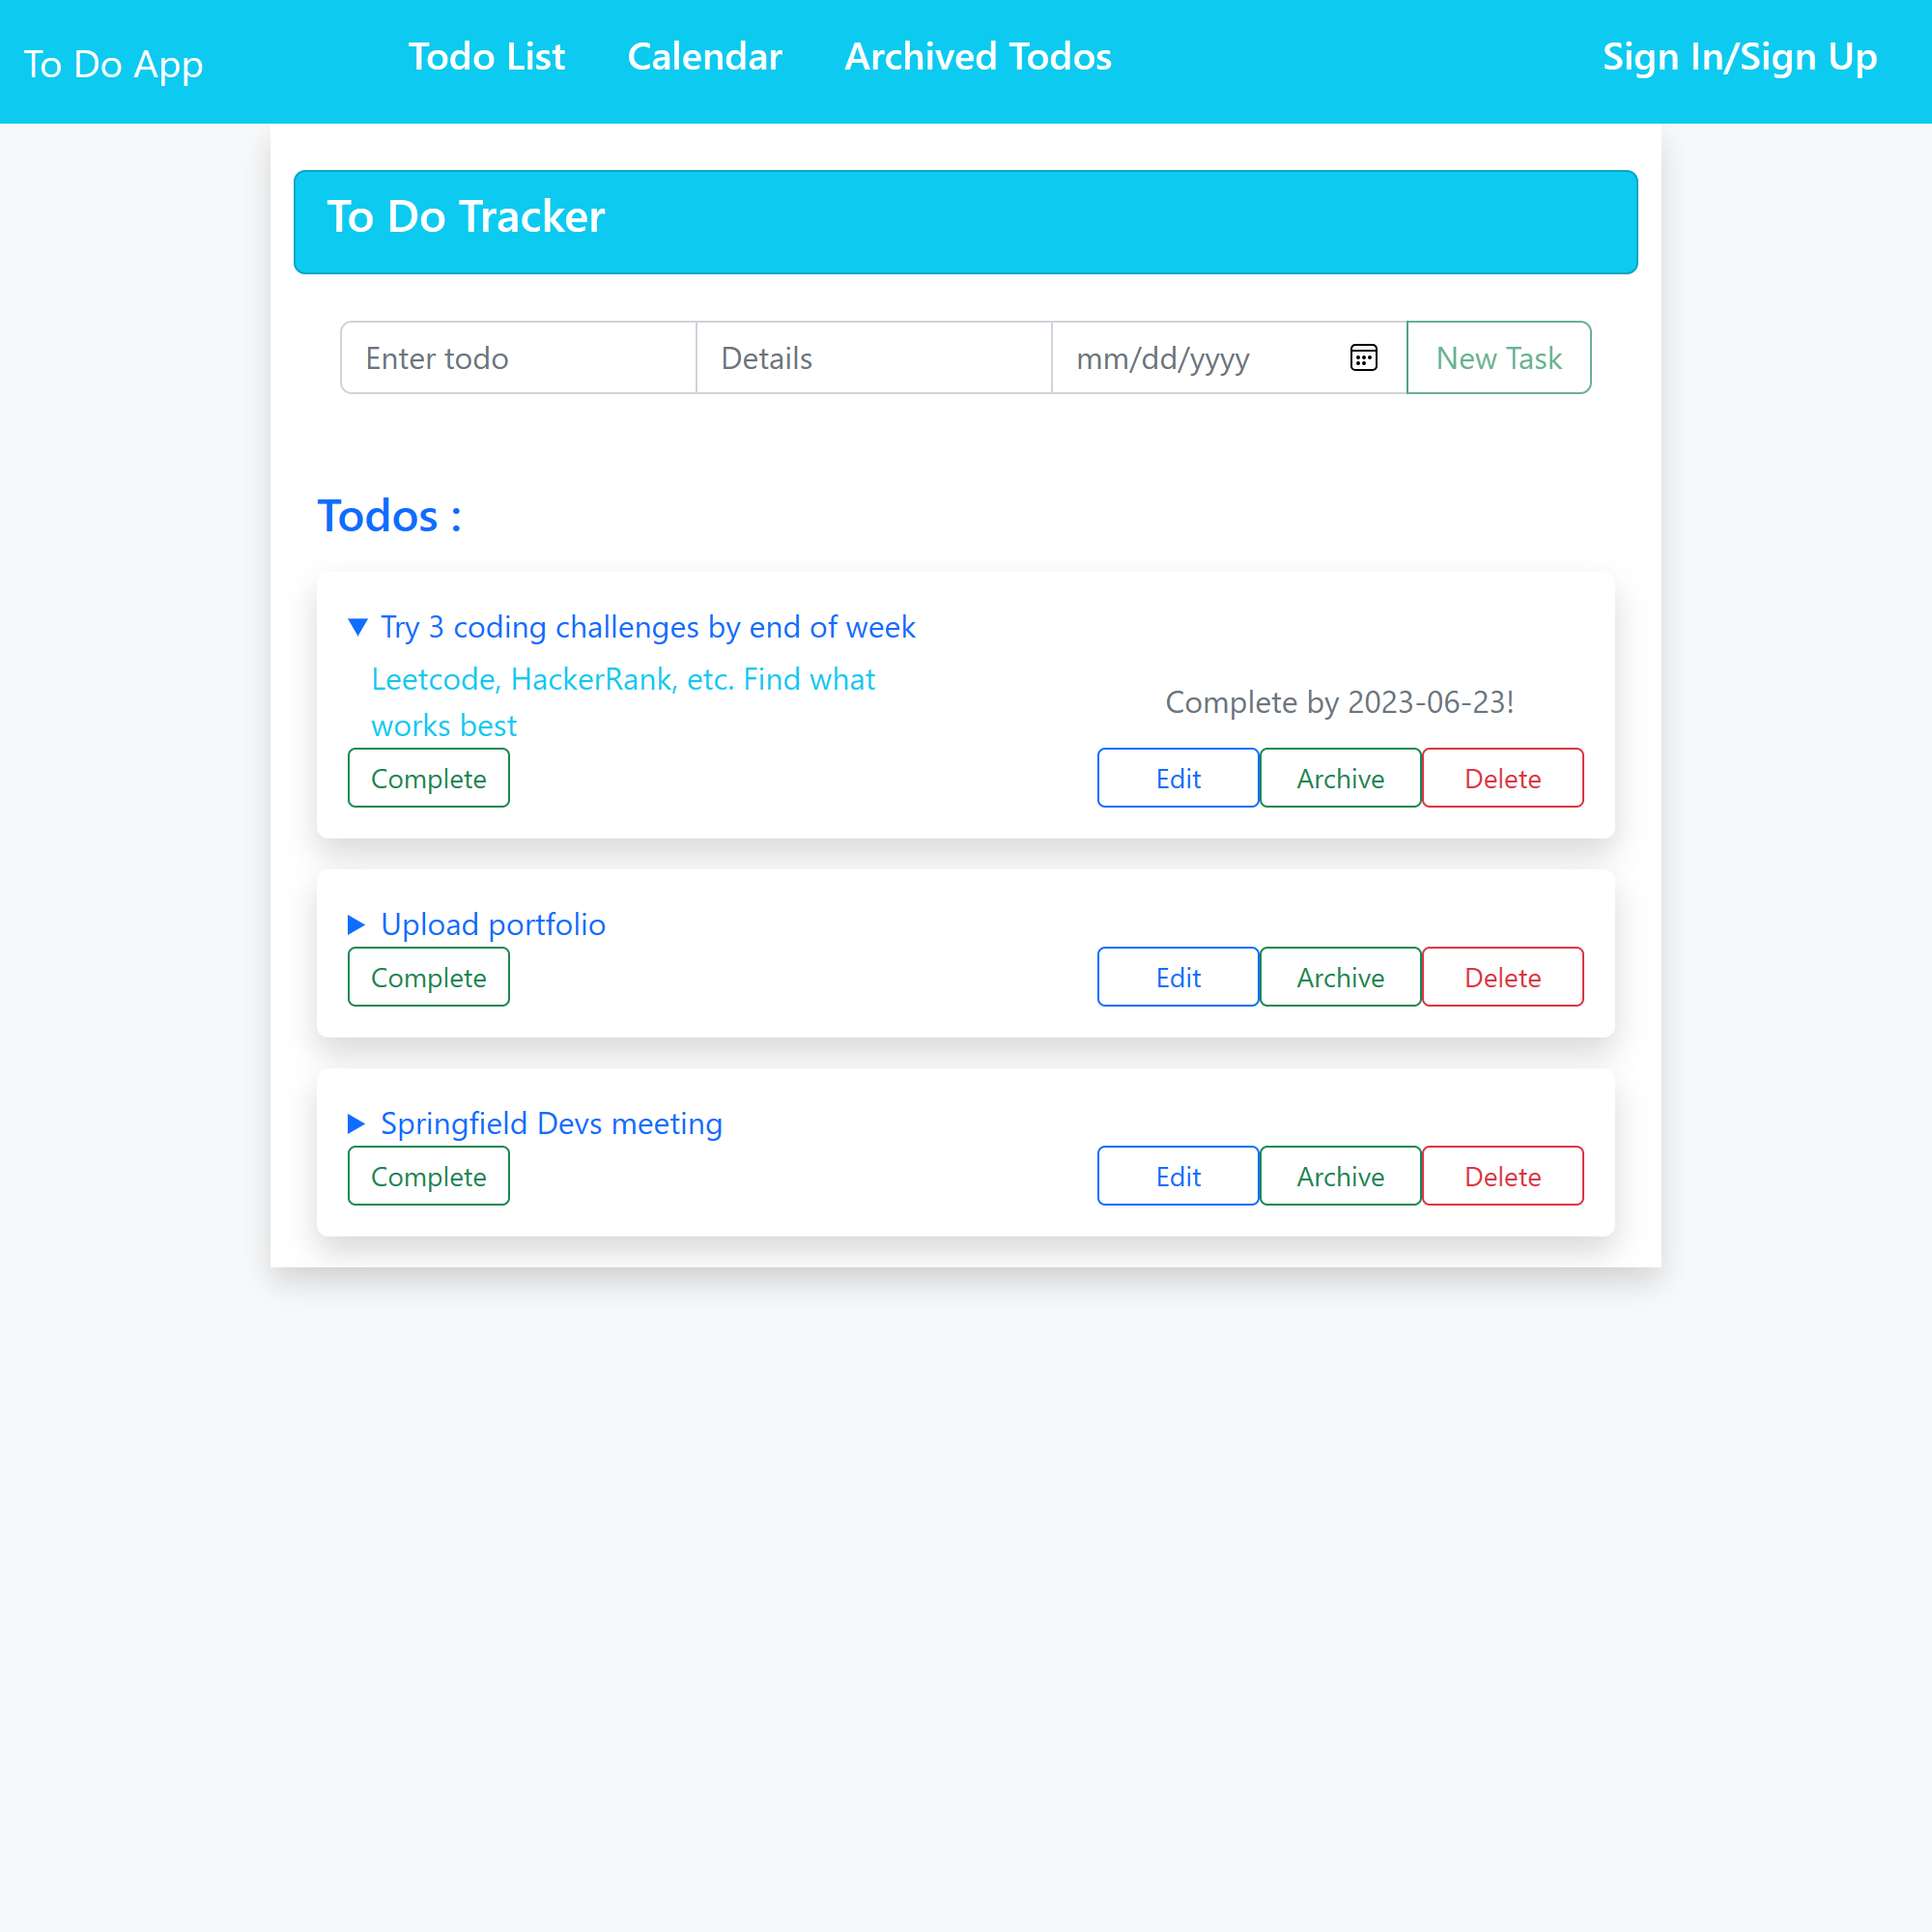 To Do App
Todo List
Calendar
Archived Todos
Sign In/Sign Up
To Do Tracker
Enter todo
Details
mm/dd/yyyy
New Task
Todos :
Try 3 coding challenges by end of week
Leetcode, HackerRank, etc. Find what
works best
Complete by 2023-06-23!
Complete
Edit
Archive
Delete
Upload portfolio
Complete
Edit
Archive
Delete
Springfield Devs meeting
Complete
Edit
Archive
Delete